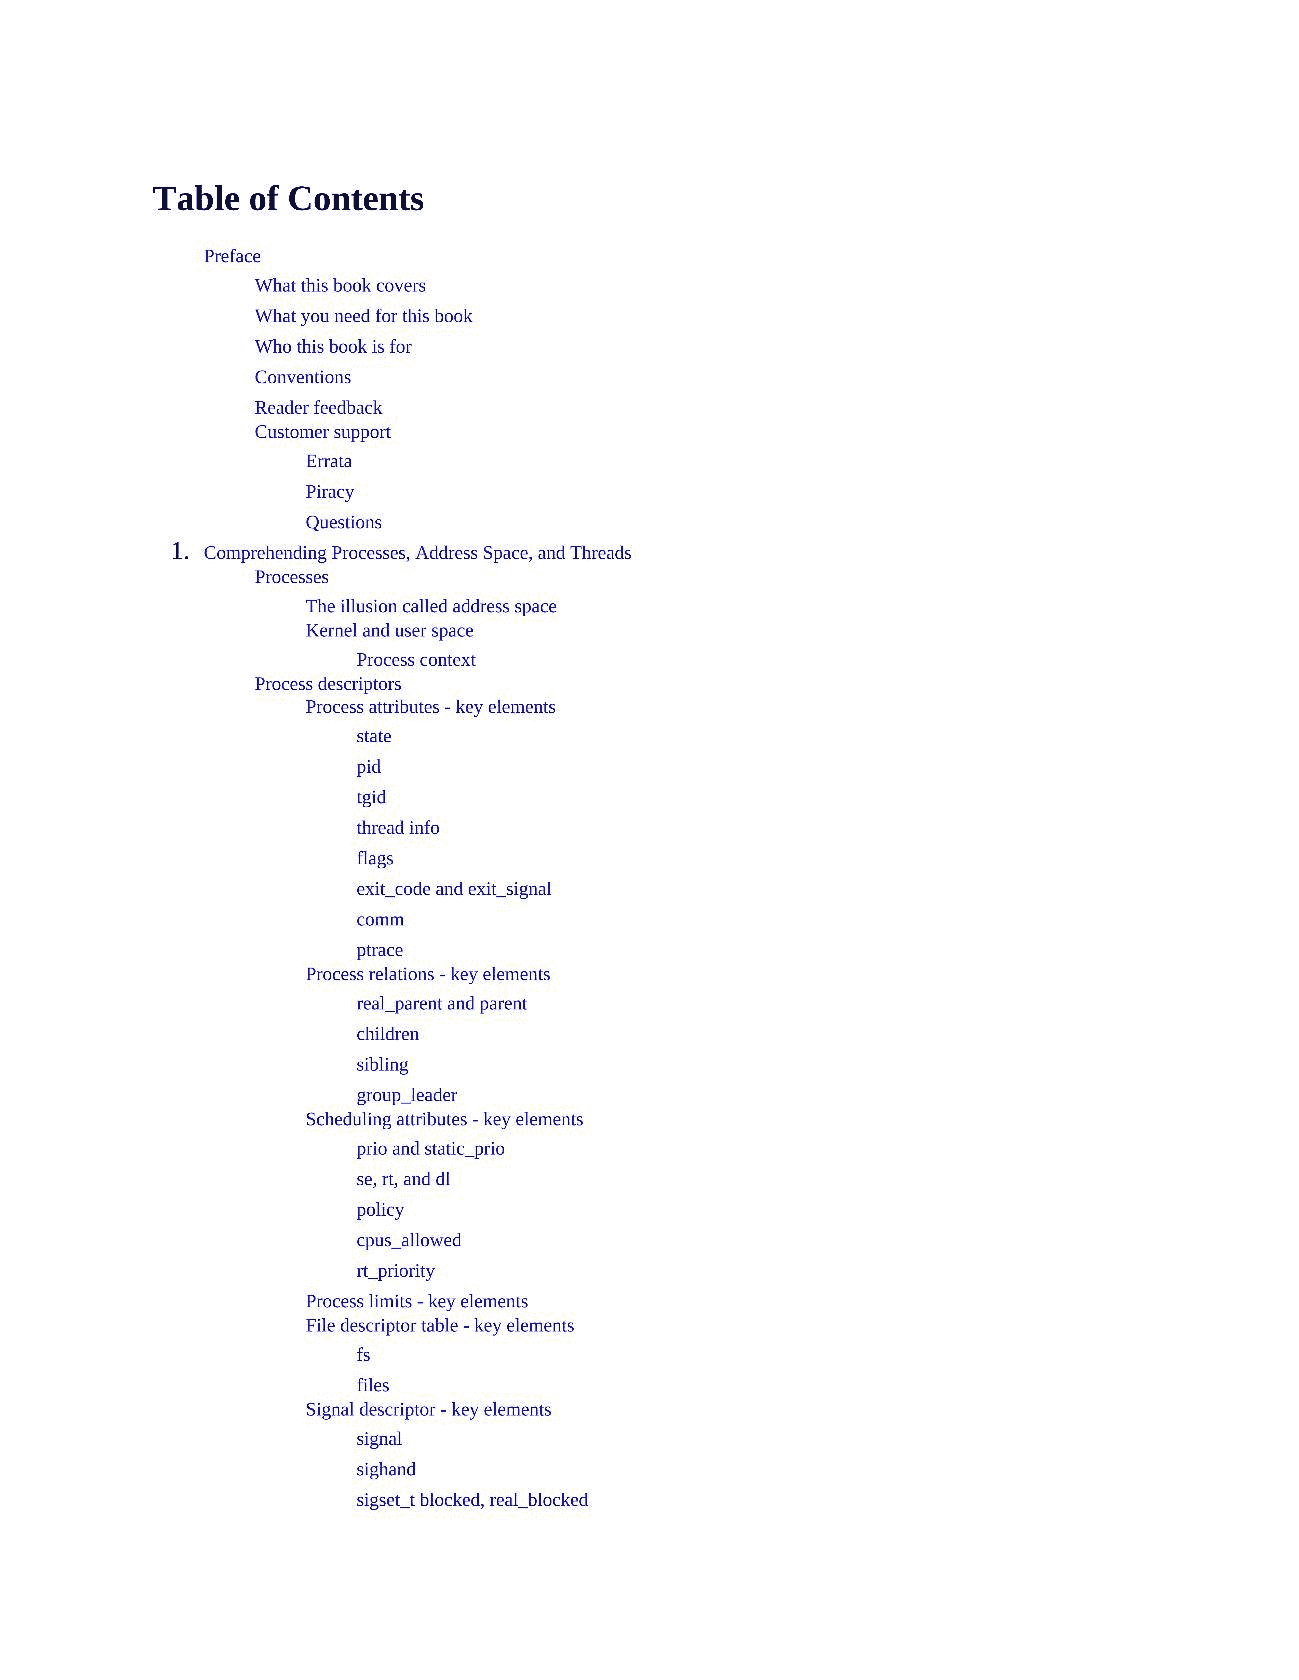 Table of Contents
Preface
What this book covers
What you need for this book
Who this book is for
Conventions
Reader feedback
Customer support
Errata
Piracy
Questions
1. Comprehending Processes, Address Space, and Threads
Processes
The illusion called address space
Kernel and user space
Process context
Process descriptors
Process attributes - key elements
state
pid
tgid
thread info
flags
exit_code and exit_signal
comm
ptrace
Process relations - key elements
real_parent and parent
children
sibling
group_leader
Scheduling attributes - key elements
prio and static_prio
se, rt, and dl
policy
cpus_allowed
rt_priority
Process limits - key elements
File descriptor table - key elements
fs
files
Signal descriptor - key elements
signal
sighand
sigset_t blocked, real_blocked